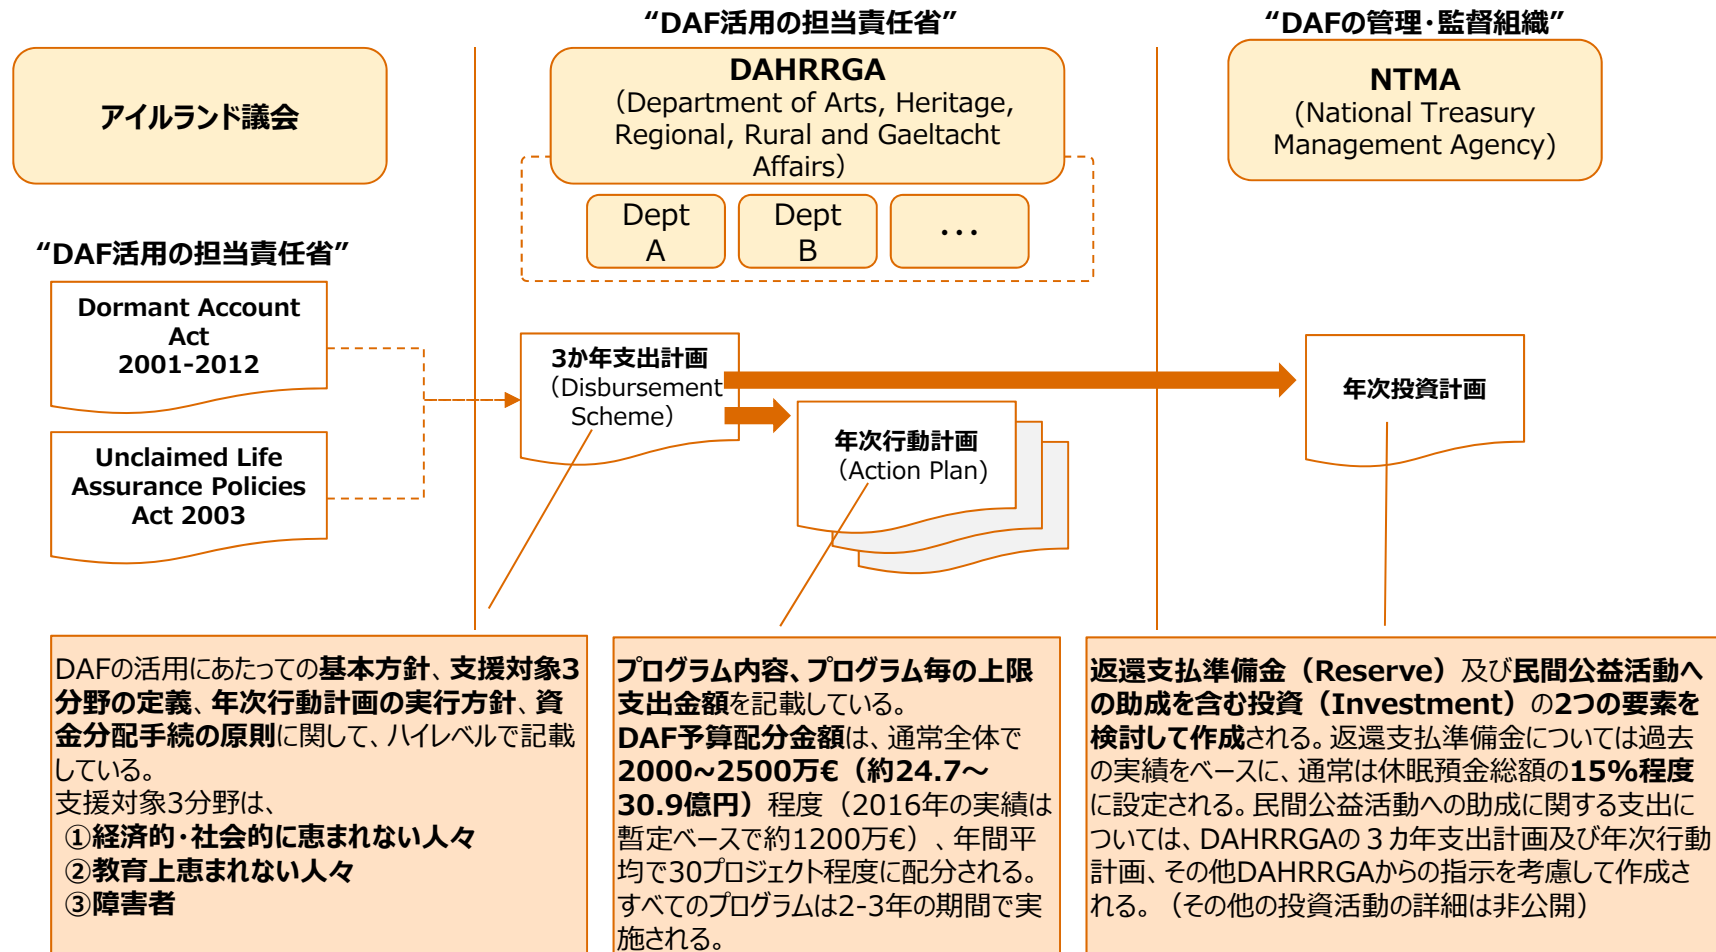 “DAF活用の担当責任省”
“DAFの管理・監督組織”
アイルランド議会
DAHRRGA
（Department of Arts, Heritage,
Regional, Rural and Gaeltacht
Affairs）
NTMA
(National Treasury
Management Agency)
Dept
A
Dept
B
・・・
“DAF活用の担当責任省”
Dormant Account
Act
2001-2012
Unclaimed Life
Assurance Policies
Act 2003
3か年支出計画
（Disbursement
Scheme）
年次行動計画
（Action Plan)
年次投資計画
DAFの活用にあたっての基本方針、支援対象3
分野の定義、年次行動計画の実行方針、資
金分配手続の原則に関して、ハイレベルで記載
している。
支援対象3分野は、
①経済的・社会的に恵まれない人々
②教育上恵まれない人々
③障害者
プログラム内容、プログラム毎の上限
支出金額を記載している。
DAF予算配分金額は、通常全体で
2000~2500万€（約24.7～
30.9億円）程度（2016年の実績は
暫定ベースで約1200万€）、年間平
均で30プロジェクト程度に配分される。
すべてのプログラムは2-3年の期間で実
施される。
返還支払準備金（Reserve）及び民間公益活動へ
の助成を含む投資（Investment）の2つの要素を
検討して作成される。返還支払準備金については過去
の実績をベースに、通常は休眠預金総額の15%程度
に設定される。民間公益活動への助成に関する支出に
ついては、DAHRRGAの３カ年支出計画及び年次行動
計画、その他DAHRRGAからの指示を考慮して作成さ
れる。（その他の投資活動の詳細は非公開）